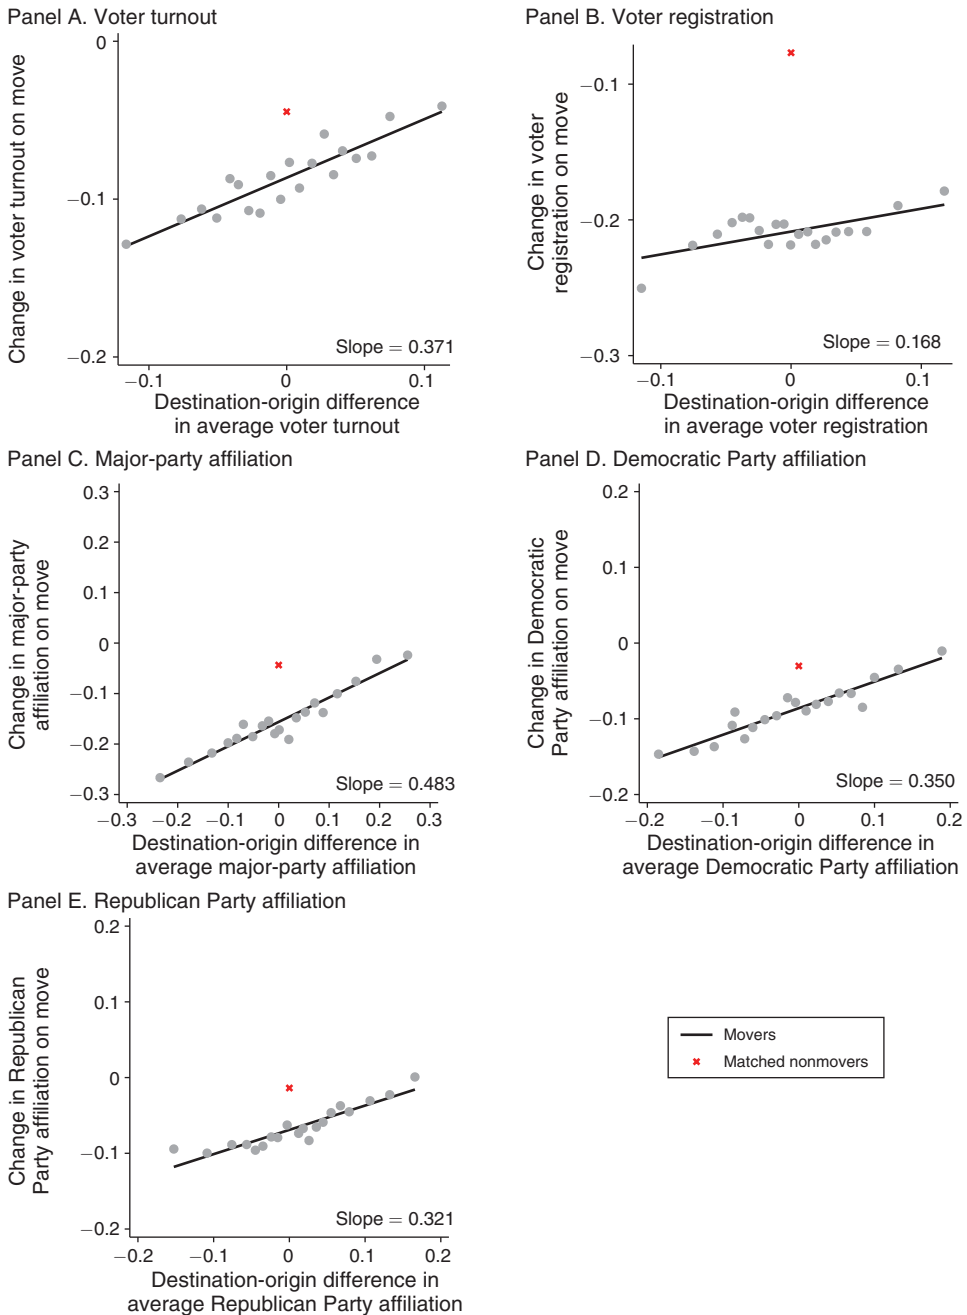 Panel A. Voter turnout
Change in voter turnout on move
0
−0.1
−0.2
Slope = 0.371
−0.1
0
0.1
Destination-origin difference
in average voter turnout
Panel B. Voter registration
Change in voter
registration on move
−0.1
−0.2
−0.3
Slope = 0.168
−0.1
0
0.1
Destination-origin difference
in average voter registration
Panel C. Major-party affiliation
Change in major-party
affiliation on move
0.3
0.2
0.1
0
−0.1
−0.2
−0.3
Slope = 0.483
−0.3
−0.2
−0.1
0
0.1
0.2
0.3
Destination-origin difference in
average major-party affiliation
Panel D. Democratic Party affiliation
Change in Democratic
Party affiliation on move
0.2
0.1
0
−0.1
−0.2
Slope = 0.350
−0.2
−0.1
0
0.1
0.2
Destination-origin difference in
average Democratic Party affiliation
Panel E. Republican Party affiliation
Change in Republican
Party affiliation on move
0.2
0.1
0
−0.1
−0.2
Slope = 0.321
−0.2
−0.1
0
0.1
0.2
Destination-origin difference in
average Republican Party affiliation
Movers
Matched nonmovers